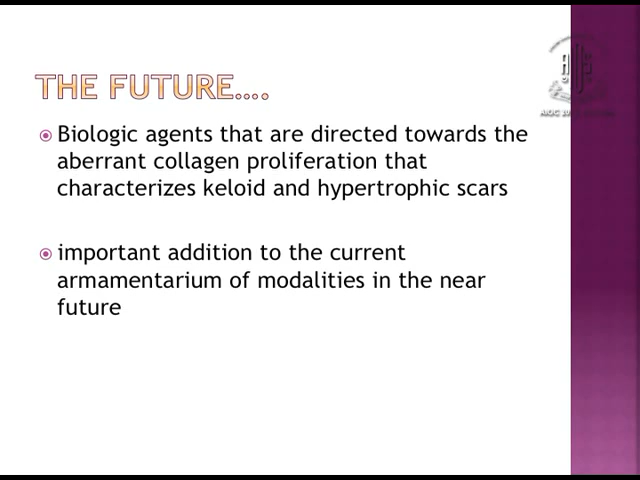 THE FUTURE....
Biologic agents that are directed towards the
aberrant collagen proliferation that
characterizes keloid and hypertrophic scars
important addition to the current
armamentarium of modalities in the near
future